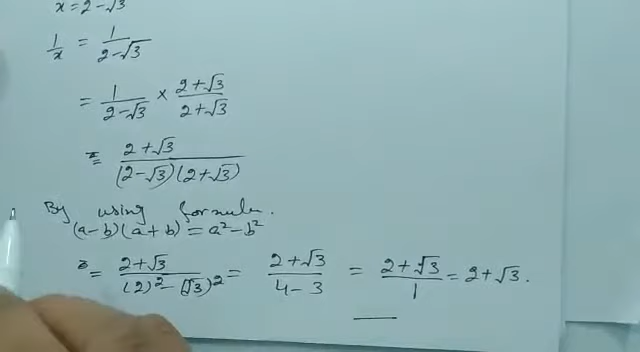 x = 2 - √3
1/x = 1/(2-√3)
= 1/(2-√3) × (2+√3)/(2+√3)
= (2+√3)/((2-√3)(2+√3))
By using formula.
(a-b)(a+b) = a²-b²
= (2+√3)/((2)²-(√3)²) = (2+√3)/(4-3) = (2+√3)/1 = 2+√3.